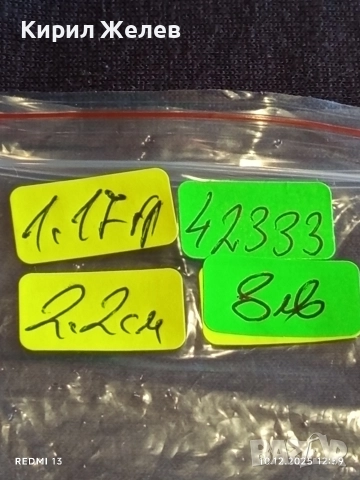 Кирил Желев
1.17гр 42333
2.2см 8лв
REDMI 13
10.12.2025 12:59